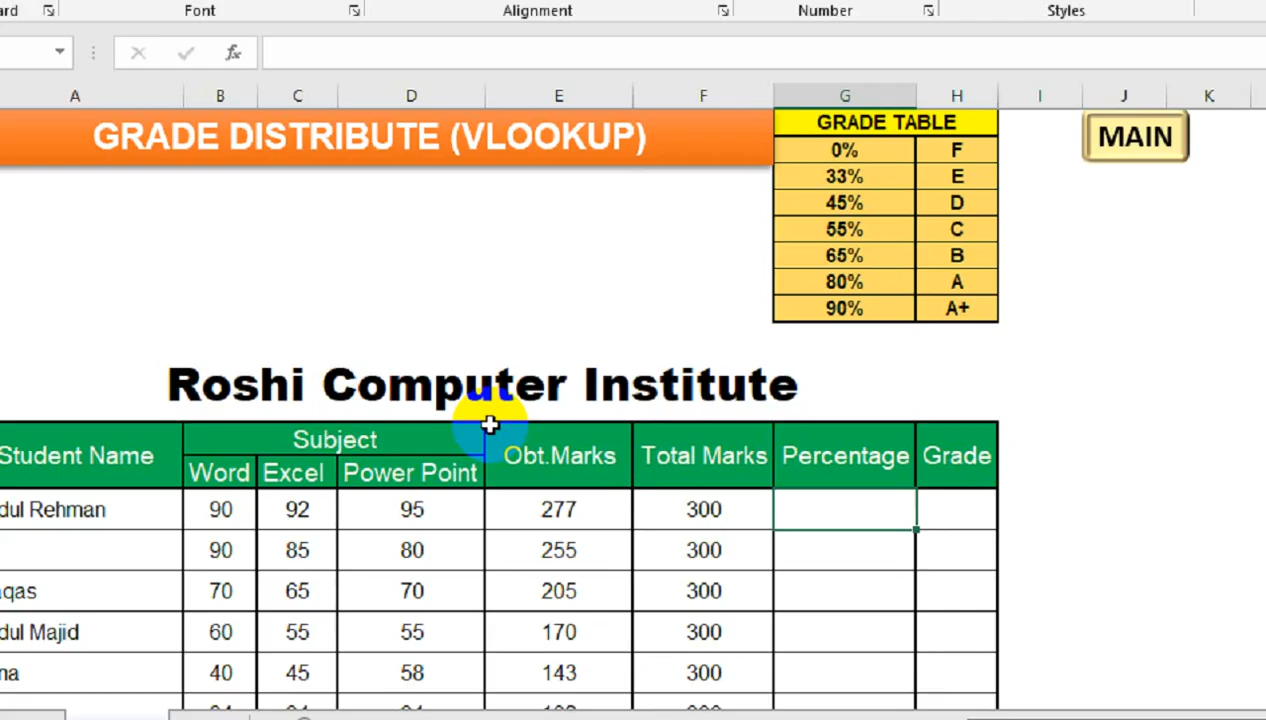 Font Alignment Number Styles
fx
A B C D E F G H I J K
GRADE DISTRIBUTE (VLOOKUP)
GRADE TABLE
MAIN
0% F
33% E
45% D
55% C
65% B
80% A
90% A+
Roshi Computer Institute
Student Name Subject Obt.Marks Total Marks Percentage Grade
Word Excel Power Point
dul Rehman 90 92 95 277 300
90 85 80 255 300
qas 70 65 70 205 300
dul Majid 60 55 55 170 300
na 40 45 58 143 300